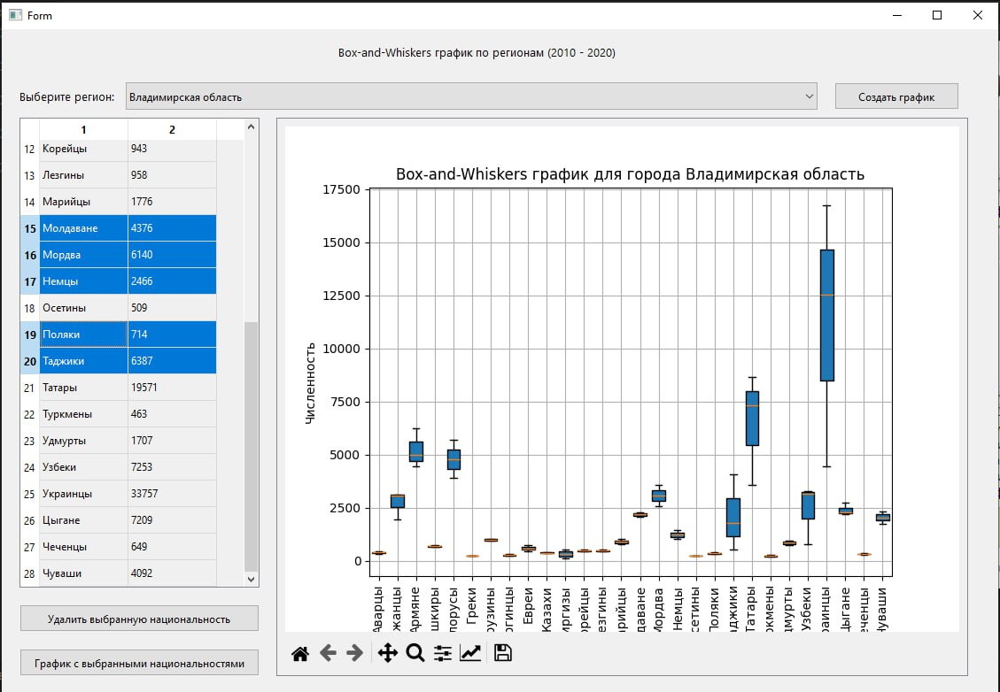 Form
Box-and-Whiskers график по регионам (2010 - 2020)
Выберите регион: Владимирская область Создать график
1 2
12 Корейцы 943
13 Лезгины 958
14 Марийцы 1776
15 Молдаване 4376
16 Мордва 6140
17 Немцы 2466
18 Осетины 509
19 Поляки 714
20 Таджики 6387
21 Татары 19571
22 Туркмены 463
23 Удмурты 1707
24 Узбеки 7253
25 Украинцы 33757
26 Цыгане 7209
27 Чеченцы 649
28 Чуваши 4092
Удалить выбранную национальность
График с выбранными национальностями
Box-and-Whiskers график для города Владимирская область
Численность
17500
15000
12500
10000
7500
5000
2500
0
Аварцы
жанцы
Армяне
шкиры
lорусы
Греки
рузины
ргинцы
Евреи
Казахи
иргизы
орейцы
езгины
рийцы
даване
Мордва
Немцы
сетины
Поляки
аджики
Татары
кмены
дмурты
Узбеки
раинцы
Цыгане
еченцы
Чуваши